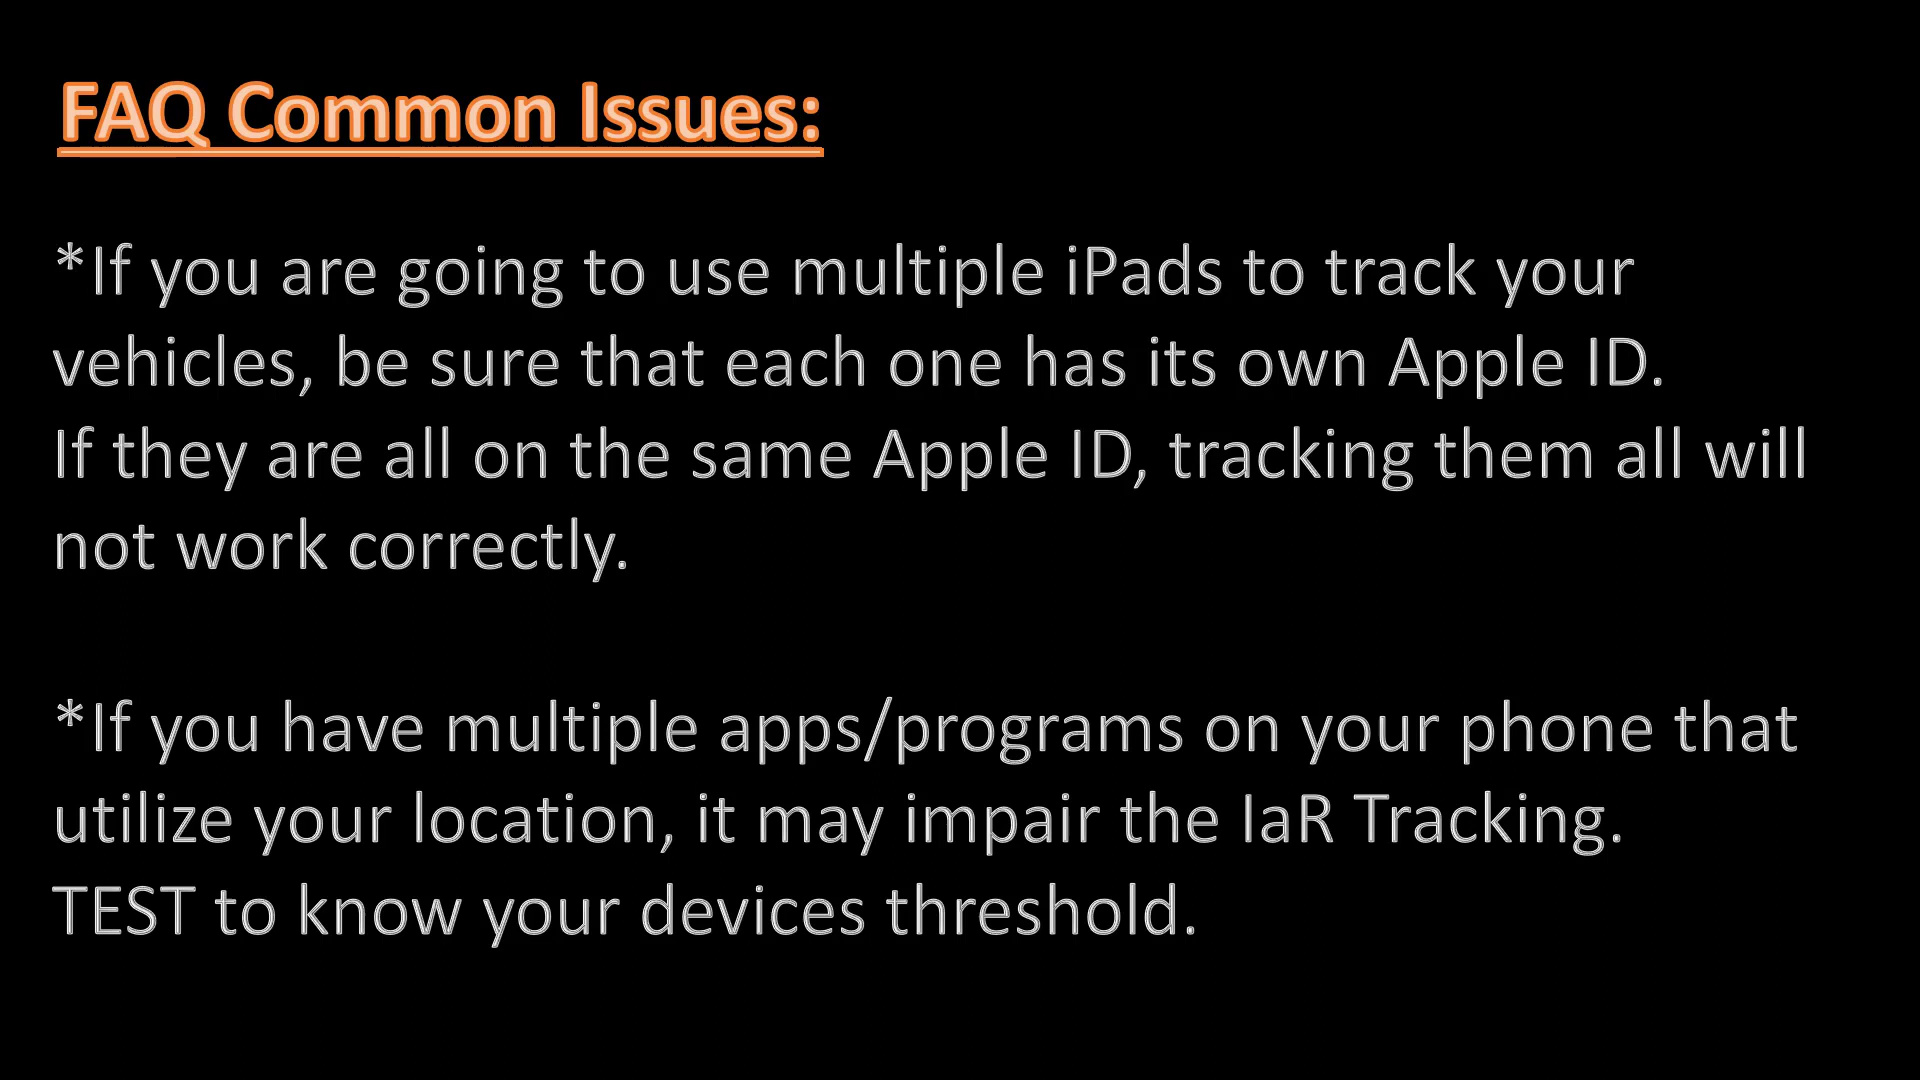 FAQ Common Issues:
*If you are going to use multiple iPads to track your
vehicles, be sure that each one has its own Apple ID.
If they are all on the same Apple ID, tracking them all will
not work correctly.
*If you have multiple apps/programs on your phone that
utilize your location, it may impair the IaR Tracking.
TEST to know your devices threshold.